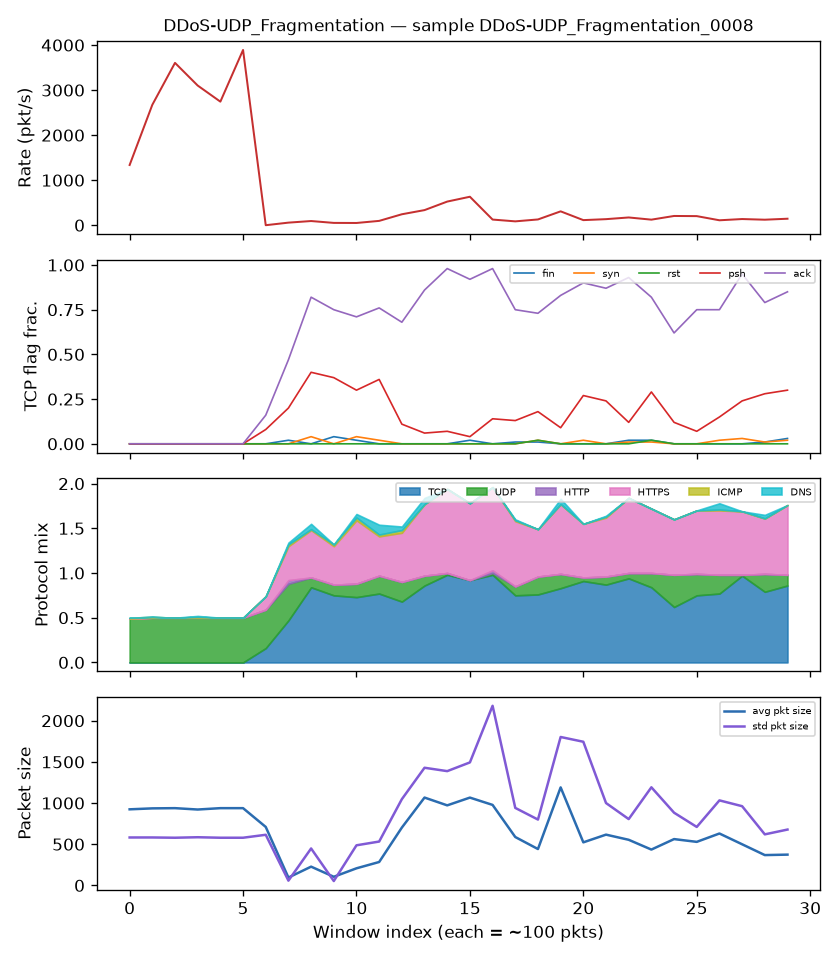 DDoS-UDP_Fragmentation — sample DDoS-UDP_Fragmentation_0008
4000
3000
2000
1000
0
Rate (pkt/s)
1.00
0.75
0.50
0.25
0.00
TCP flag frac.
fin syn rst psh ack
2.0
1.5
1.0
0.5
0.0
Protocol mix
TCP UDP HTTP HTTPS ICMP DNS
2000
1500
1000
500
0
Packet size
avg pkt size
std pkt size
0 5 10 15 20 25 30
Window index (each = ~100 pkts)